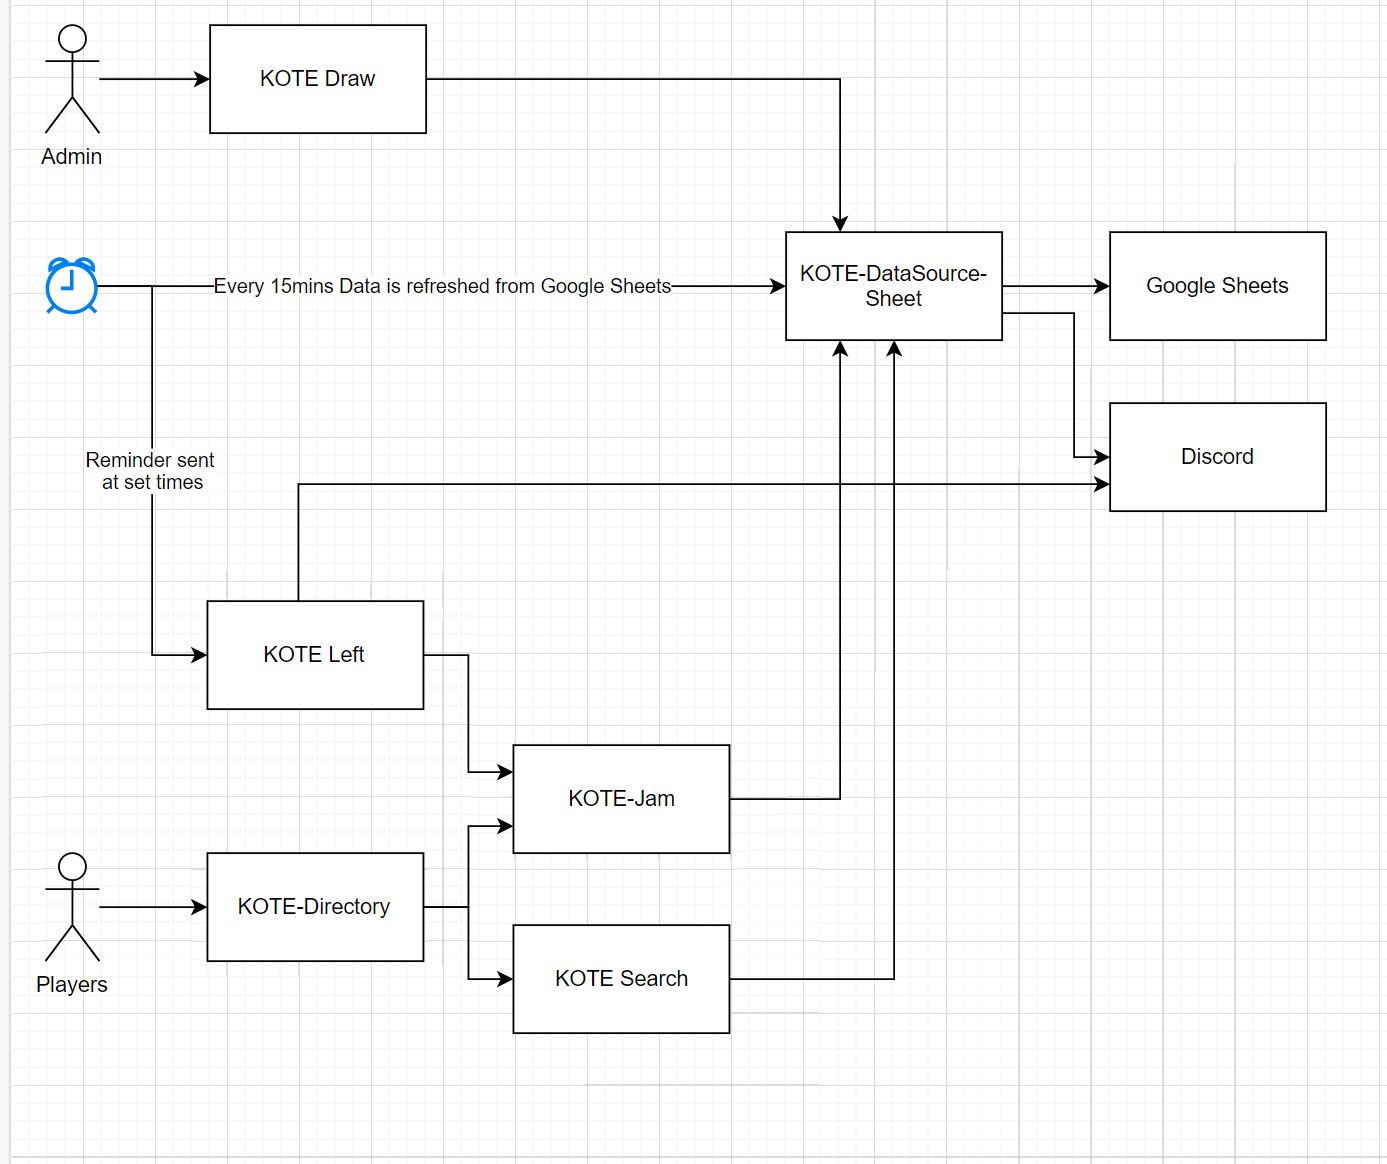 KOTE Draw
Admin
KOTE-DataSource-
Sheet
Google Sheets
Every 15mins Data is refreshed from Google Sheets
Discord
Reminder sent
at set times
KOTE Left
KOTE-Jam
KOTE-Directory
KOTE Search
Players